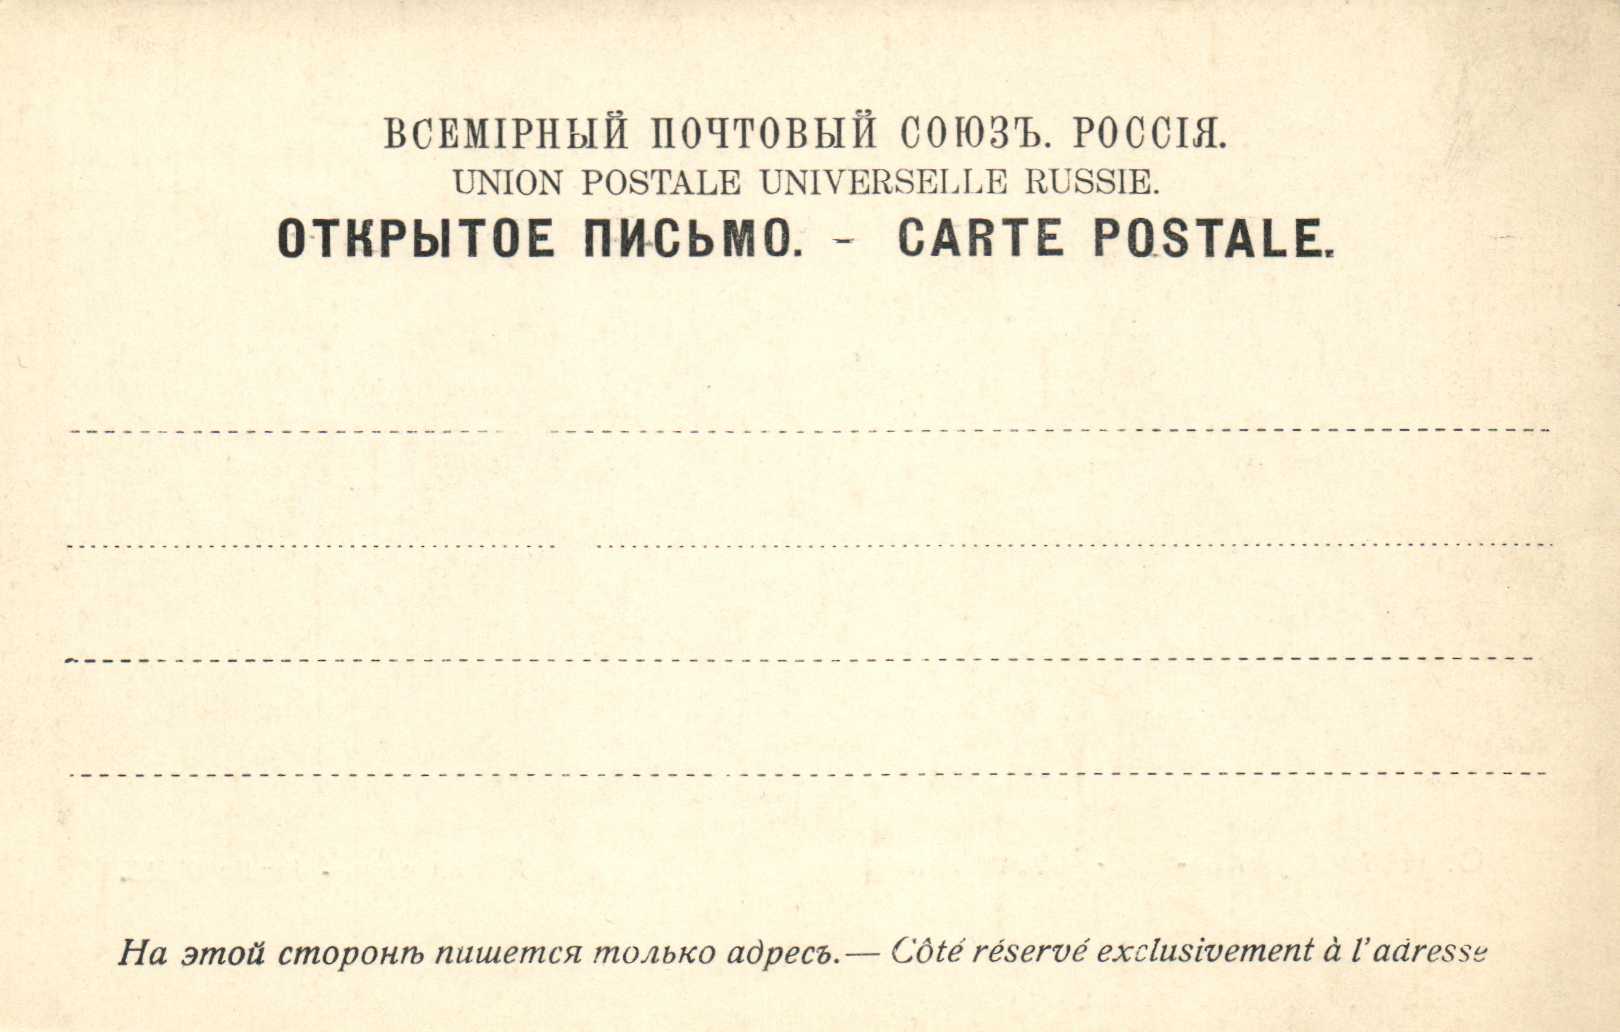 ВСЕМІРНЫЙ ПОЧТОВЫЙ СОЮЗЪ. РОССІЯ.
UNION POSTALE UNIVERSELLE RUSSIE.
ОТКРЫТОЕ ПИСЬМО. - CARTE POSTALE.
На этой сторонѣ пишется только адресъ.— Côté réservé exclusivement à l'adresse